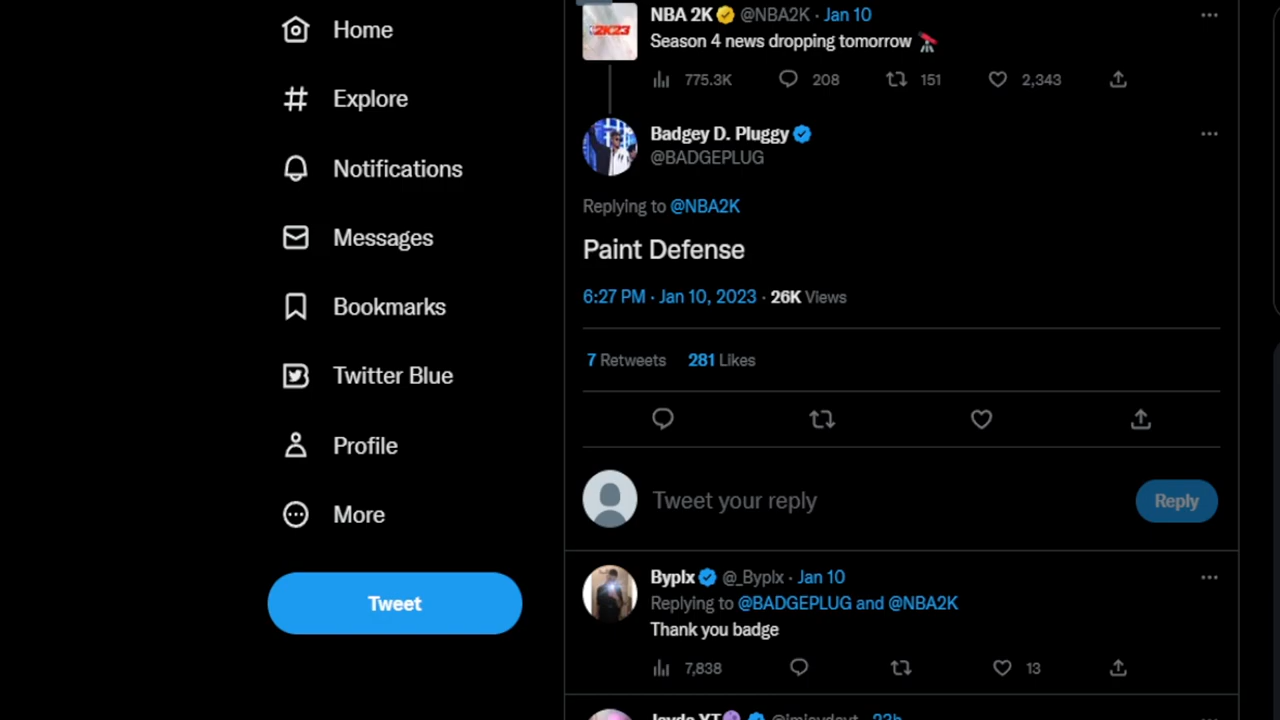 Home
Explore
Notifications
Messages
Bookmarks
Twitter Blue
Profile
More
Tweet
2K23
NBA 2K @NBA2K · Jan 10
Season 4 news dropping tomorrow
775.3K 208 151 2,343
Badgey D. Pluggy
@BADGEPLUG
Replying to @NBA2K
Paint Defense
6:27 PM · Jan 10, 2023 · 26K Views
7 Retweets 281 Likes
Tweet your reply Reply
Byplx @_Byplx · Jan 10
Replying to @BADGEPLUG and @NBA2K
Thank you badge
7,838 13